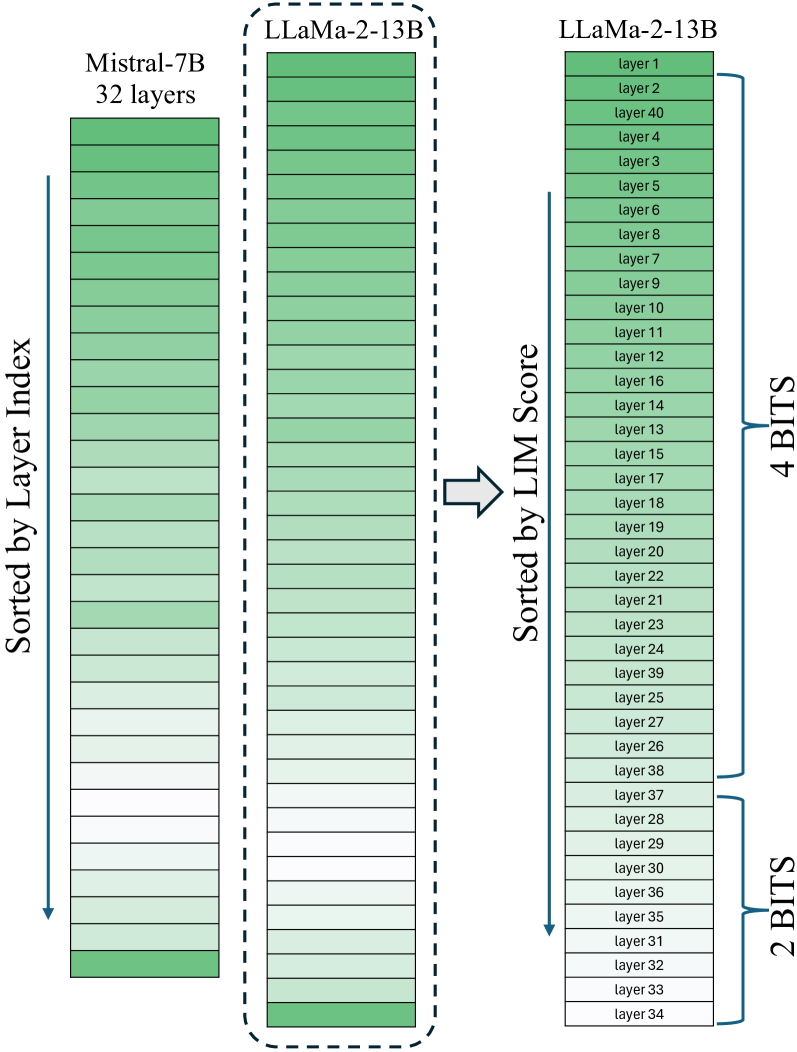 Mistral-7B
32 layers
Sorted by Layer Index
LLaMa-2-13B
LLaMa-2-13B
Sorted by LIM Score
layer 1
layer 2
layer 40
layer 4
layer 3
layer 5
layer 6
layer 8
layer 7
layer 9
layer 10
layer 11
layer 12
layer 16
layer 14
layer 13
layer 15
layer 17
layer 18
layer 19
layer 20
layer 22
layer 21
layer 23
layer 24
layer 39
layer 25
layer 27
layer 26
layer 38
layer 37
layer 28
layer 29
layer 30
layer 36
layer 35
layer 31
layer 32
layer 33
layer 34
4 BITS
2 BITS